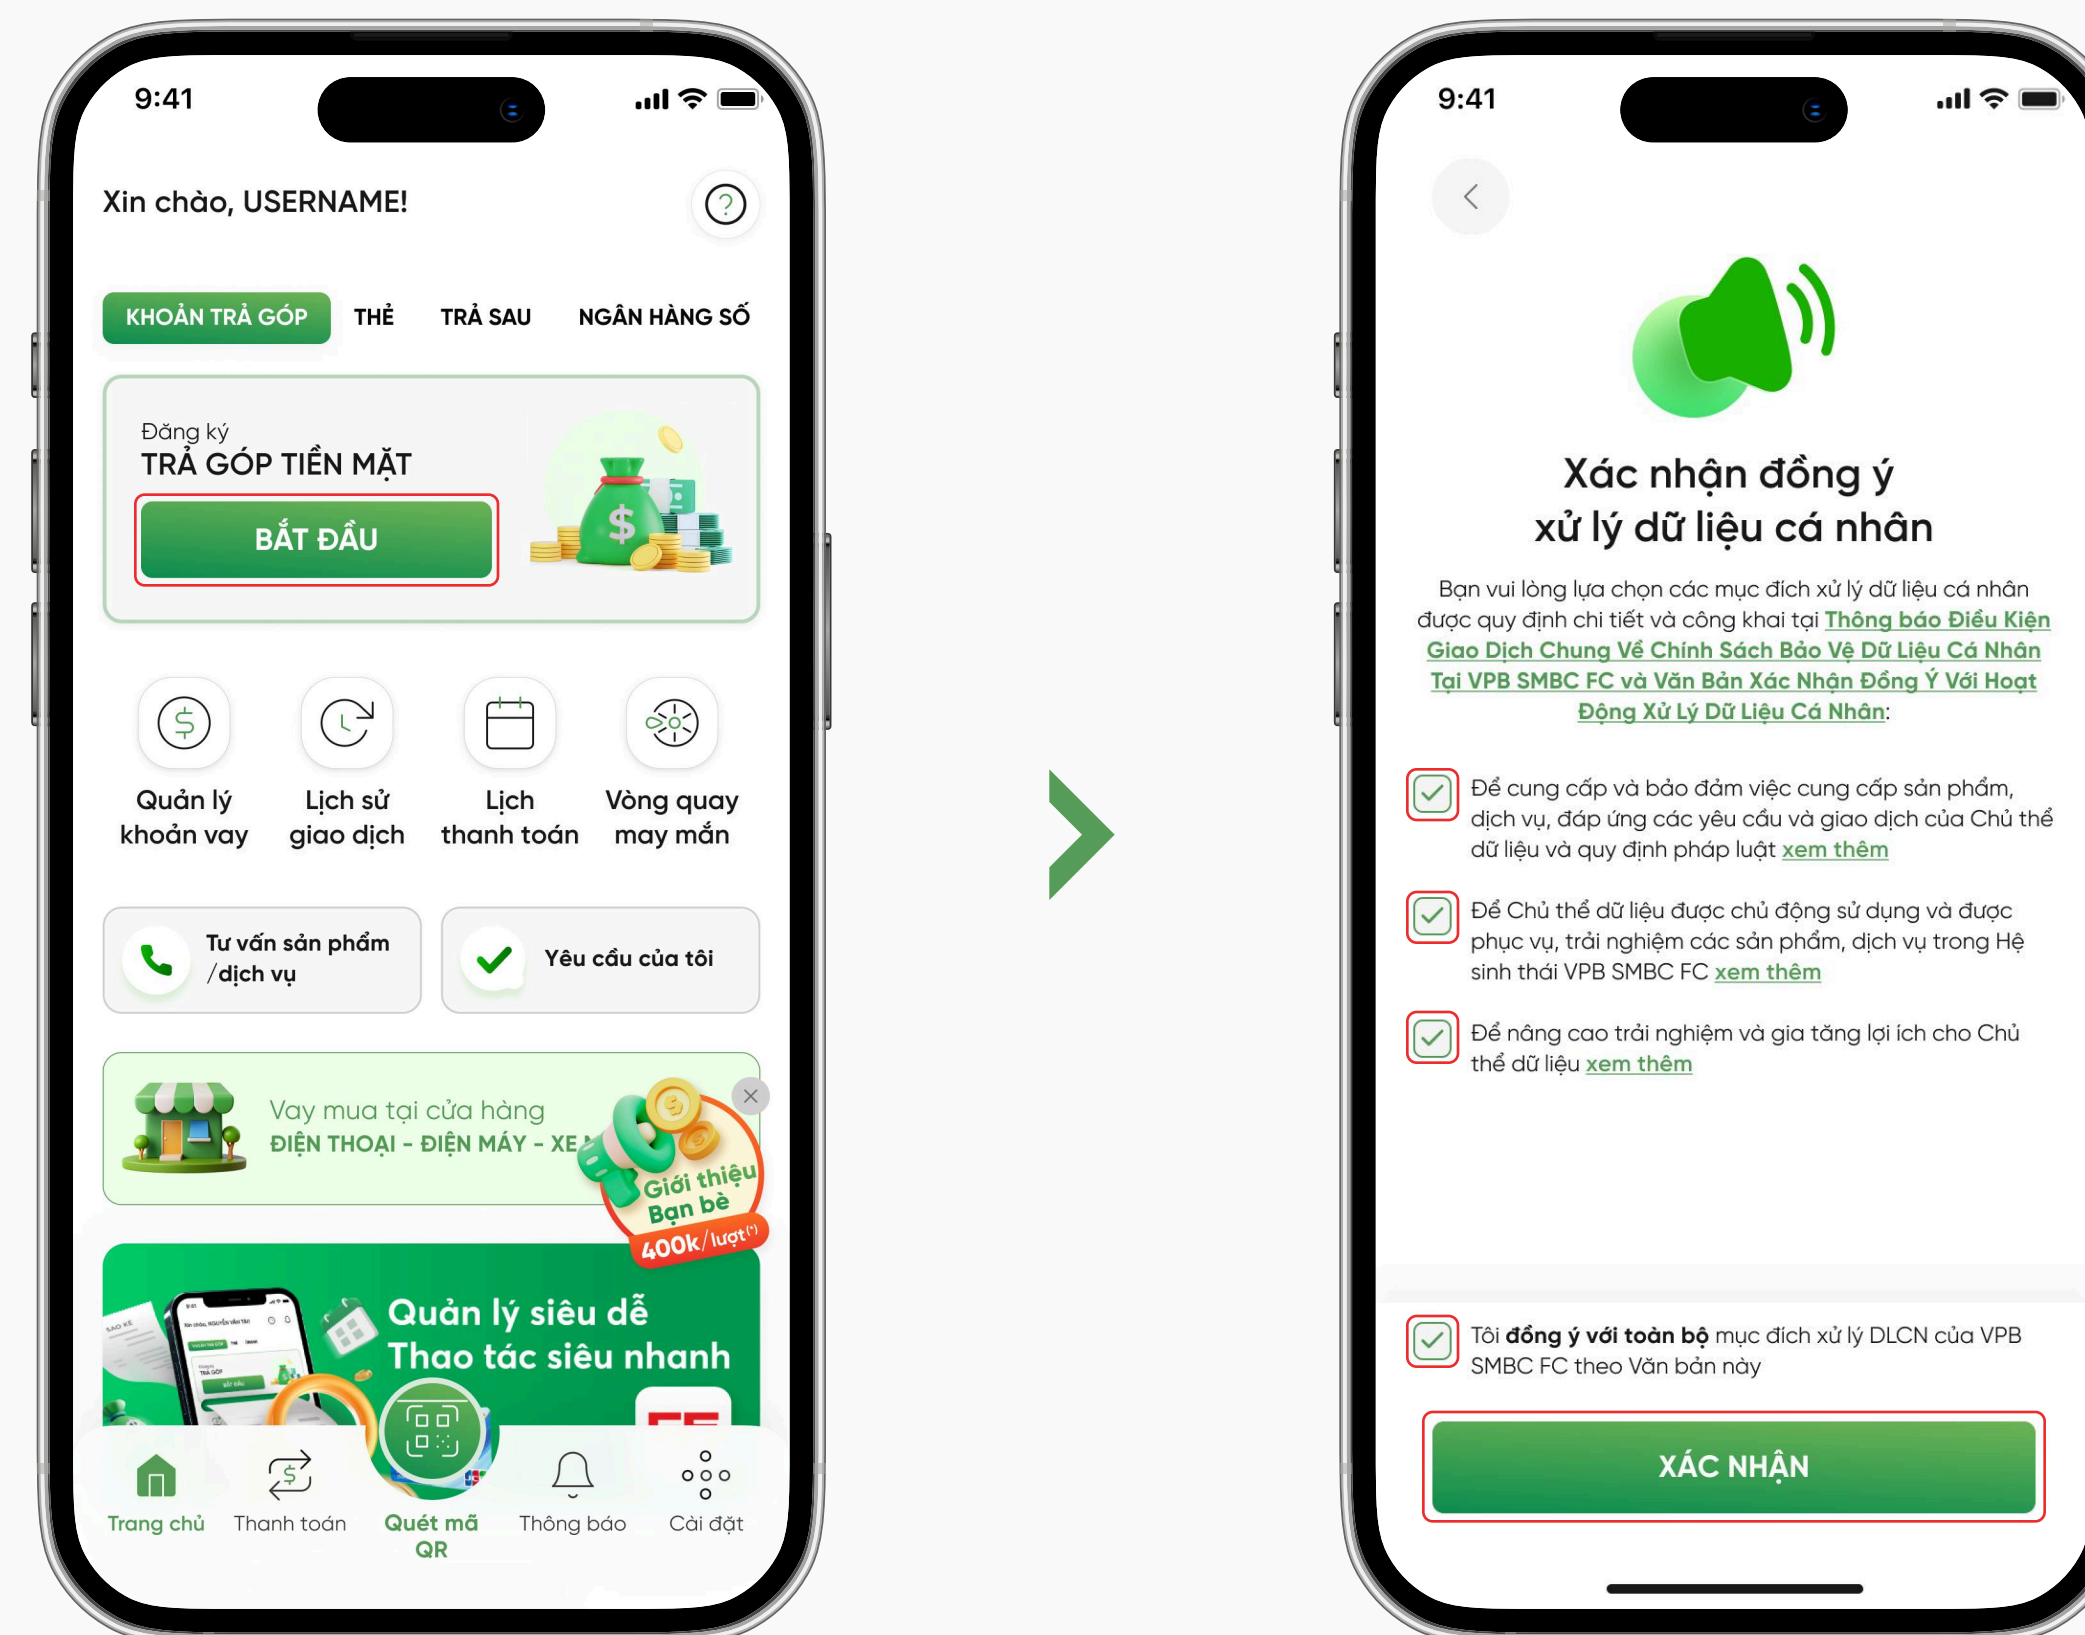 9:41
Xin chào, USERNAME!
KHOẢN TRẢ GÓP THẺ TRẢ SAU NGÂN HÀNG SỐ
Đăng ký
TRẢ GÓP TIỀN MẶT
BẮT ĐẦU
Quản lý khoản vay
Lịch sử giao dịch
Lịch thanh toán
Vòng quay may mắn
Tư vấn sản phẩm
/dịch vụ
Yêu cầu của tôi
Vay mua tại cửa hàng
ĐIỆN THOẠI - ĐIỆN MÁY - XE
Giới thiệu
Bạn bè
400k/lượt(*)
SAO KÊ
Quản lý siêu dễ
Thao tác siêu nhanh
Trang chủ
Thanh toán
Quét mã
QR
Thông báo
Cài đặt
9:41
Xác nhận đồng ý
xử lý dữ liệu cá nhân
Bạn vui lòng lựa chọn các mục đích xử lý dữ liệu cá nhân
được quy định chi tiết và công khai tại Thông báo Điều Kiện
Giao Dịch Chung Về Chính Sách Bảo Vệ Dữ Liệu Cá Nhân
Tại VPB SMBC FC và Văn Bản Xác Nhận Đồng Ý Với Hoạt
Động Xử Lý Dữ Liệu Cá Nhân:
Để cung cấp và bảo đảm việc cung cấp sản phẩm,
dịch vụ, đáp ứng các yêu cầu và giao dịch của Chủ thể
dữ liệu và quy định pháp luật xem thêm
Để Chủ thể dữ liệu được chủ động sử dụng và được
phục vụ, trải nghiệm các sản phẩm, dịch vụ trong Hệ
sinh thái VPB SMBC FC xem thêm
Để nâng cao trải nghiệm và gia tăng lợi ích cho Chủ
thể dữ liệu xem thêm
Tôi đồng ý với toàn bộ mục đích xử lý DLCN của VPB
SMBC FC theo Văn bản này
XÁC NHẬN